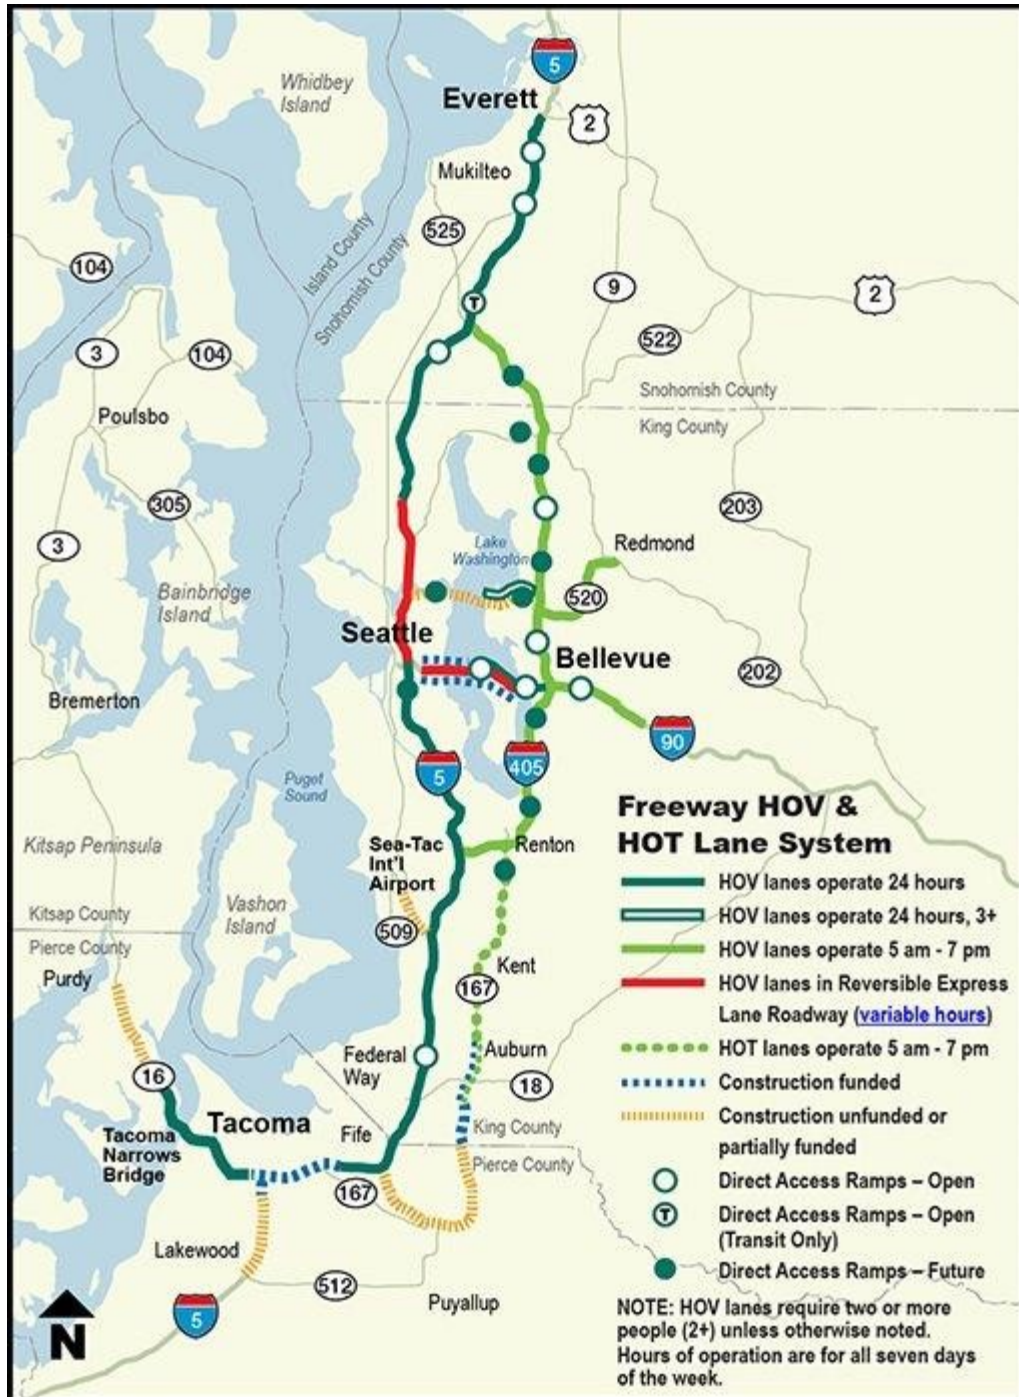 Whidbey
Island
5
Everett
2
Mukilteo
525
Island County
Snohomish County
104
9
2
T
3
104
522
Snohomish County
King County
Poulsbo
203
305
3
Lake
Washington
Redmond
Bainbridge
Island
520
Seattle
Bellevue
202
Bremerton
90
5
405
Puget
Sound
Kitsap Peninsula
Sea-Tac
Int'l
Airport
Renton
Vashon
Island
Kitsap County
Pierce County
509
Purdy
Kent
167
Federal
Way
Auburn
16
18
Tacoma
Fife
King County
Pierce County
Tacoma
Narrows
Bridge
167
Lakewood
512
Puyallup
5
N
Freeway HOV &
HOT Lane System
HOV lanes operate 24 hours
HOV lanes operate 24 hours, 3+
HOV lanes operate 5 am - 7 pm
HOV lanes in Reversible Express
Lane Roadway (variable hours)
HOT lanes operate 5 am - 7 pm
Construction funded
Construction unfunded or
partially funded
Direct Access Ramps – Open
T
Direct Access Ramps – Open
(Transit Only)
Direct Access Ramps – Future
NOTE: HOV lanes require two or more
people (2+) unless otherwise noted.
Hours of operation are for all seven days
of the week.